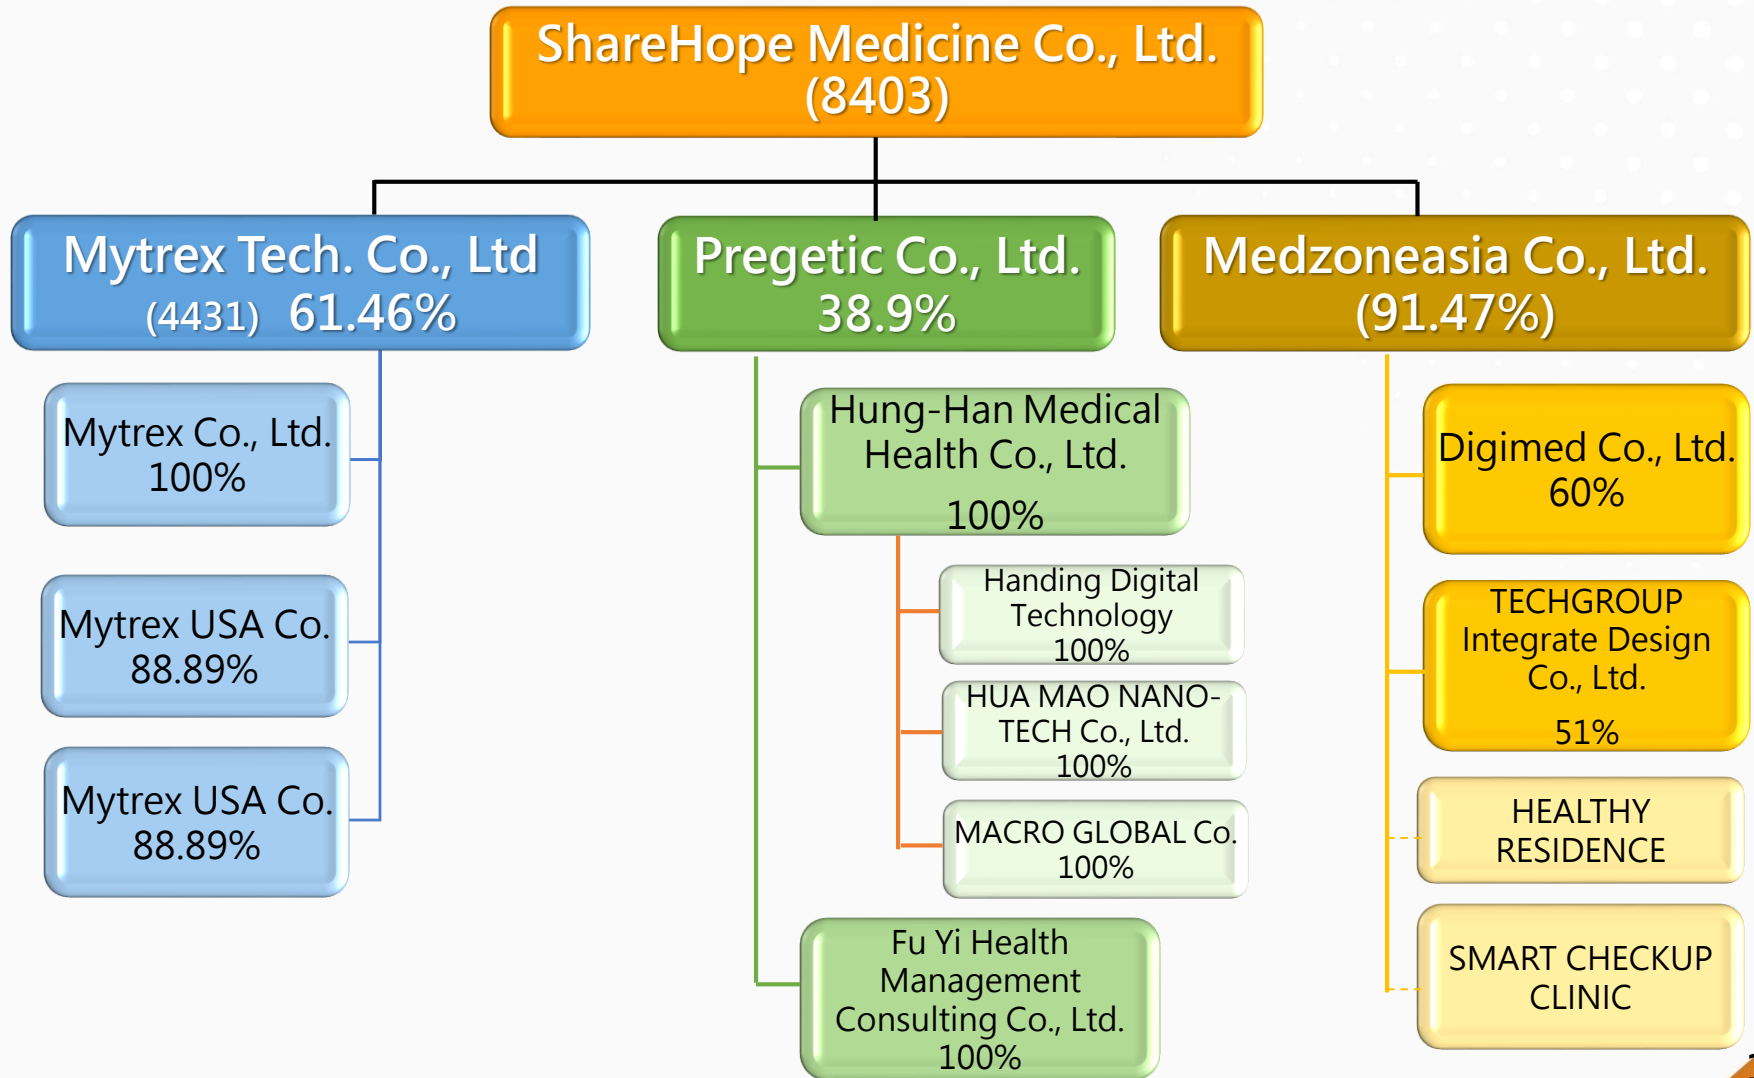 ShareHope Medicine Co., Ltd.
(8403)
Mytrex Tech. Co., Ltd
(4431) 61.46%
Mytrex Co., Ltd.
100%
Mytrex USA Co.
88.89%
Mytrex USA Co.
88.89%
Pregetic Co., Ltd.
38.9%
Hung-Han Medical
Health Co., Ltd.
100%
Handing Digital
Technology
100%
HUA MAO NANO-
TECH Co., Ltd.
100%
MACRO GLOBAL Co.
100%
Fu Yi Health
Management
Consulting Co., Ltd.
100%
Medzoneasia Co., Ltd.
(91.47%)
Digimed Co., Ltd.
60%
TECHGROUP
Integrate Design
Co., Ltd.
51%
HEALTHY
RESIDENCE
SMART CHECKUP
CLINIC